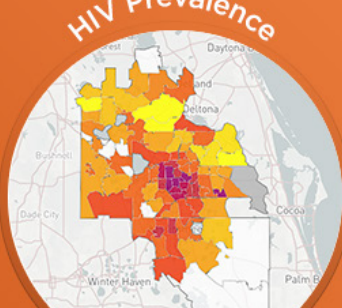 HIV Prevalence
Daytona
Deltona
Bushnell
Dade City
Cocoa
Winter Haven
Palm B